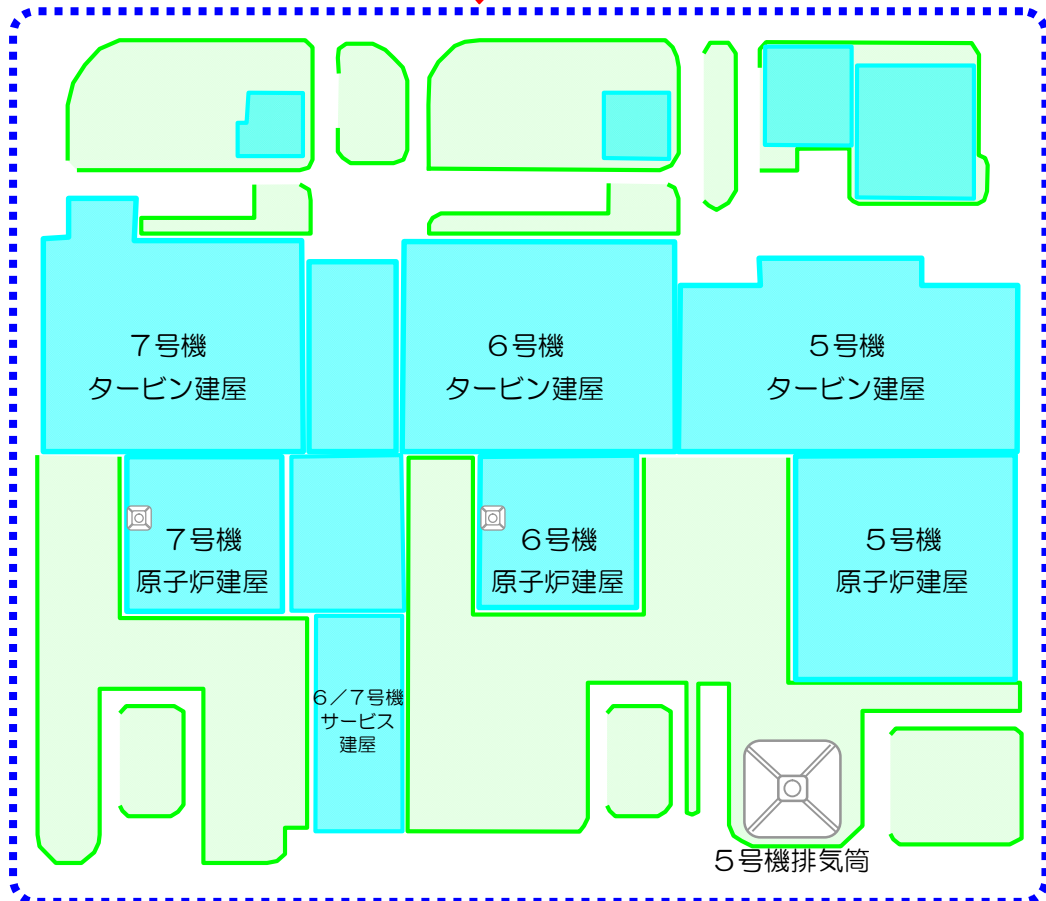 ７号機
タービン建屋
６号機
タービン建屋
５号機
タービン建屋
７号機
原子炉建屋
６号機
原子炉建屋
５号機
原子炉建屋
６／７号機
サービス
建屋
５号機排気筒